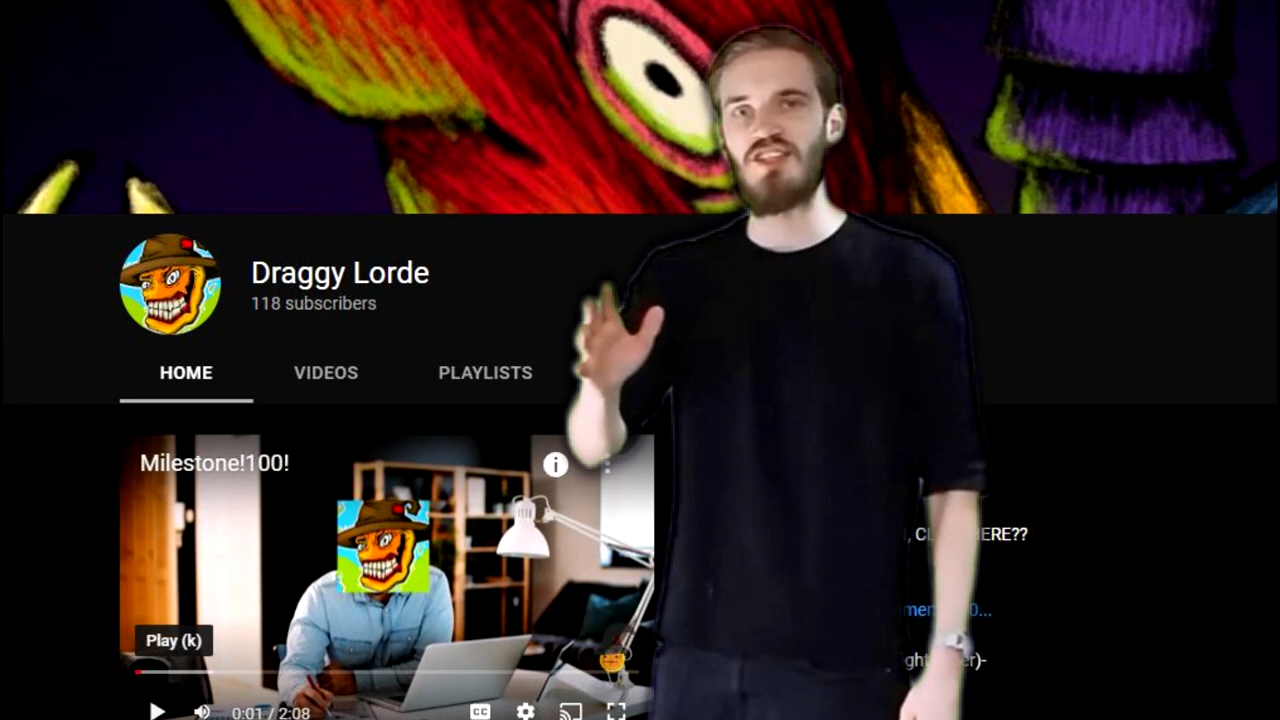 Draggy Lorde
118 subscribers
HOME VIDEOS PLAYLISTS
Milestone!100!
Play (k)
0:01 / 2:08
CC